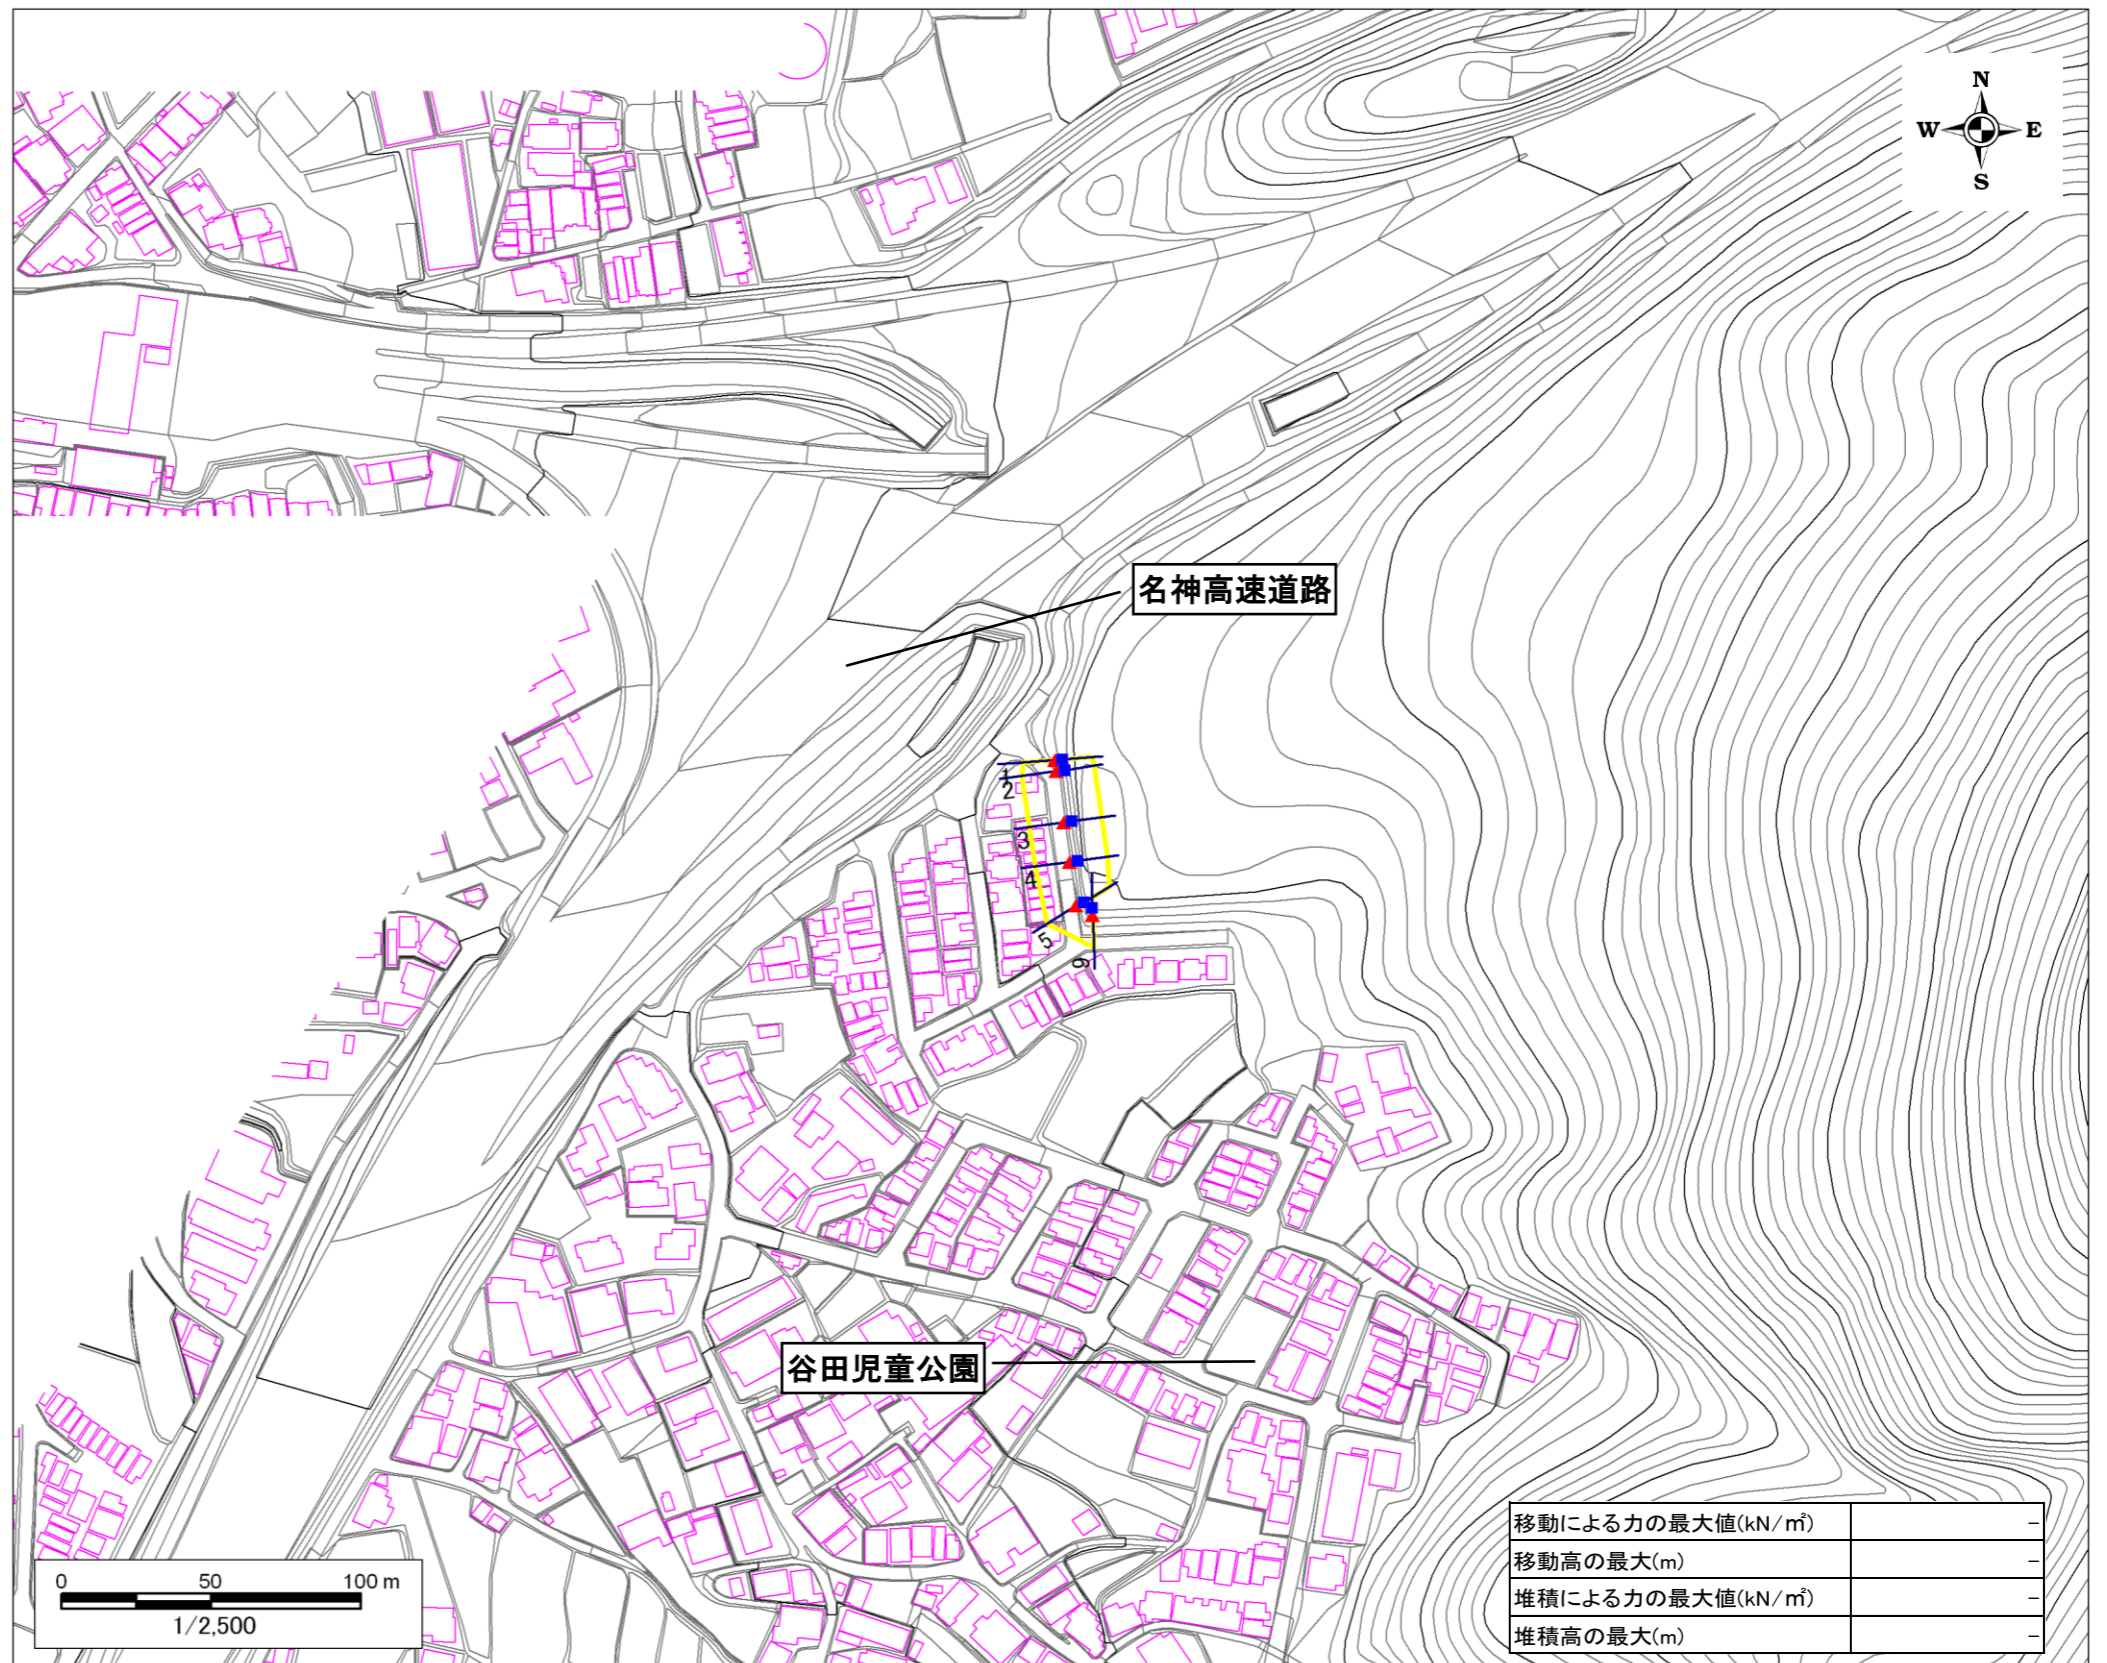 N
W E
S
名神高速道路
1
2
3
4
5
6
谷田児童公園
移動による力の最大値(kN/㎡) -
移動高の最大(m) -
堆積による力の最大値(kN/㎡) -
堆積高の最大(m) -
0 50 100 m
1/2,500